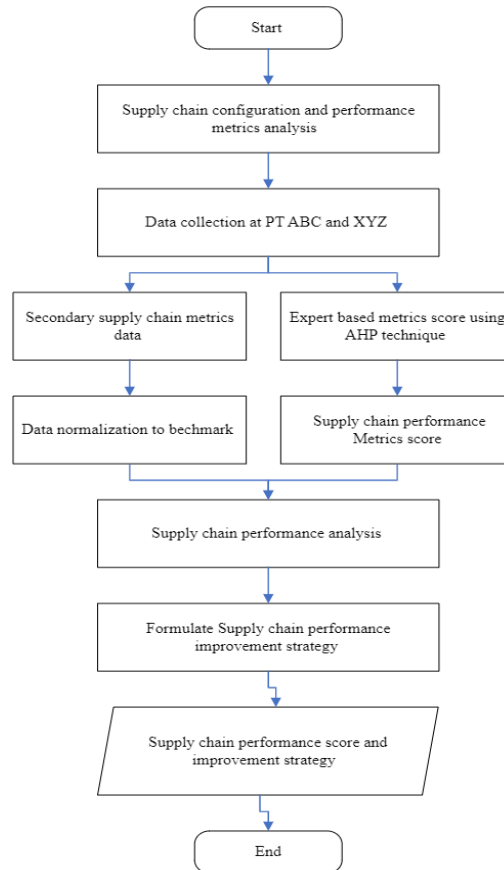 Start
Supply chain configuration and performance
metrics analysis
Data collection at PT ABC and XYZ
Secondary supply chain metrics
data
Expert based metrics score using
AHP technique
Data normalization to bechmark
Supply chain performance
Metrics score
Supply chain performance analysis
Formulate Supply chain performance
improvement strategy
Supply chain performance score and
improvement strategy
End